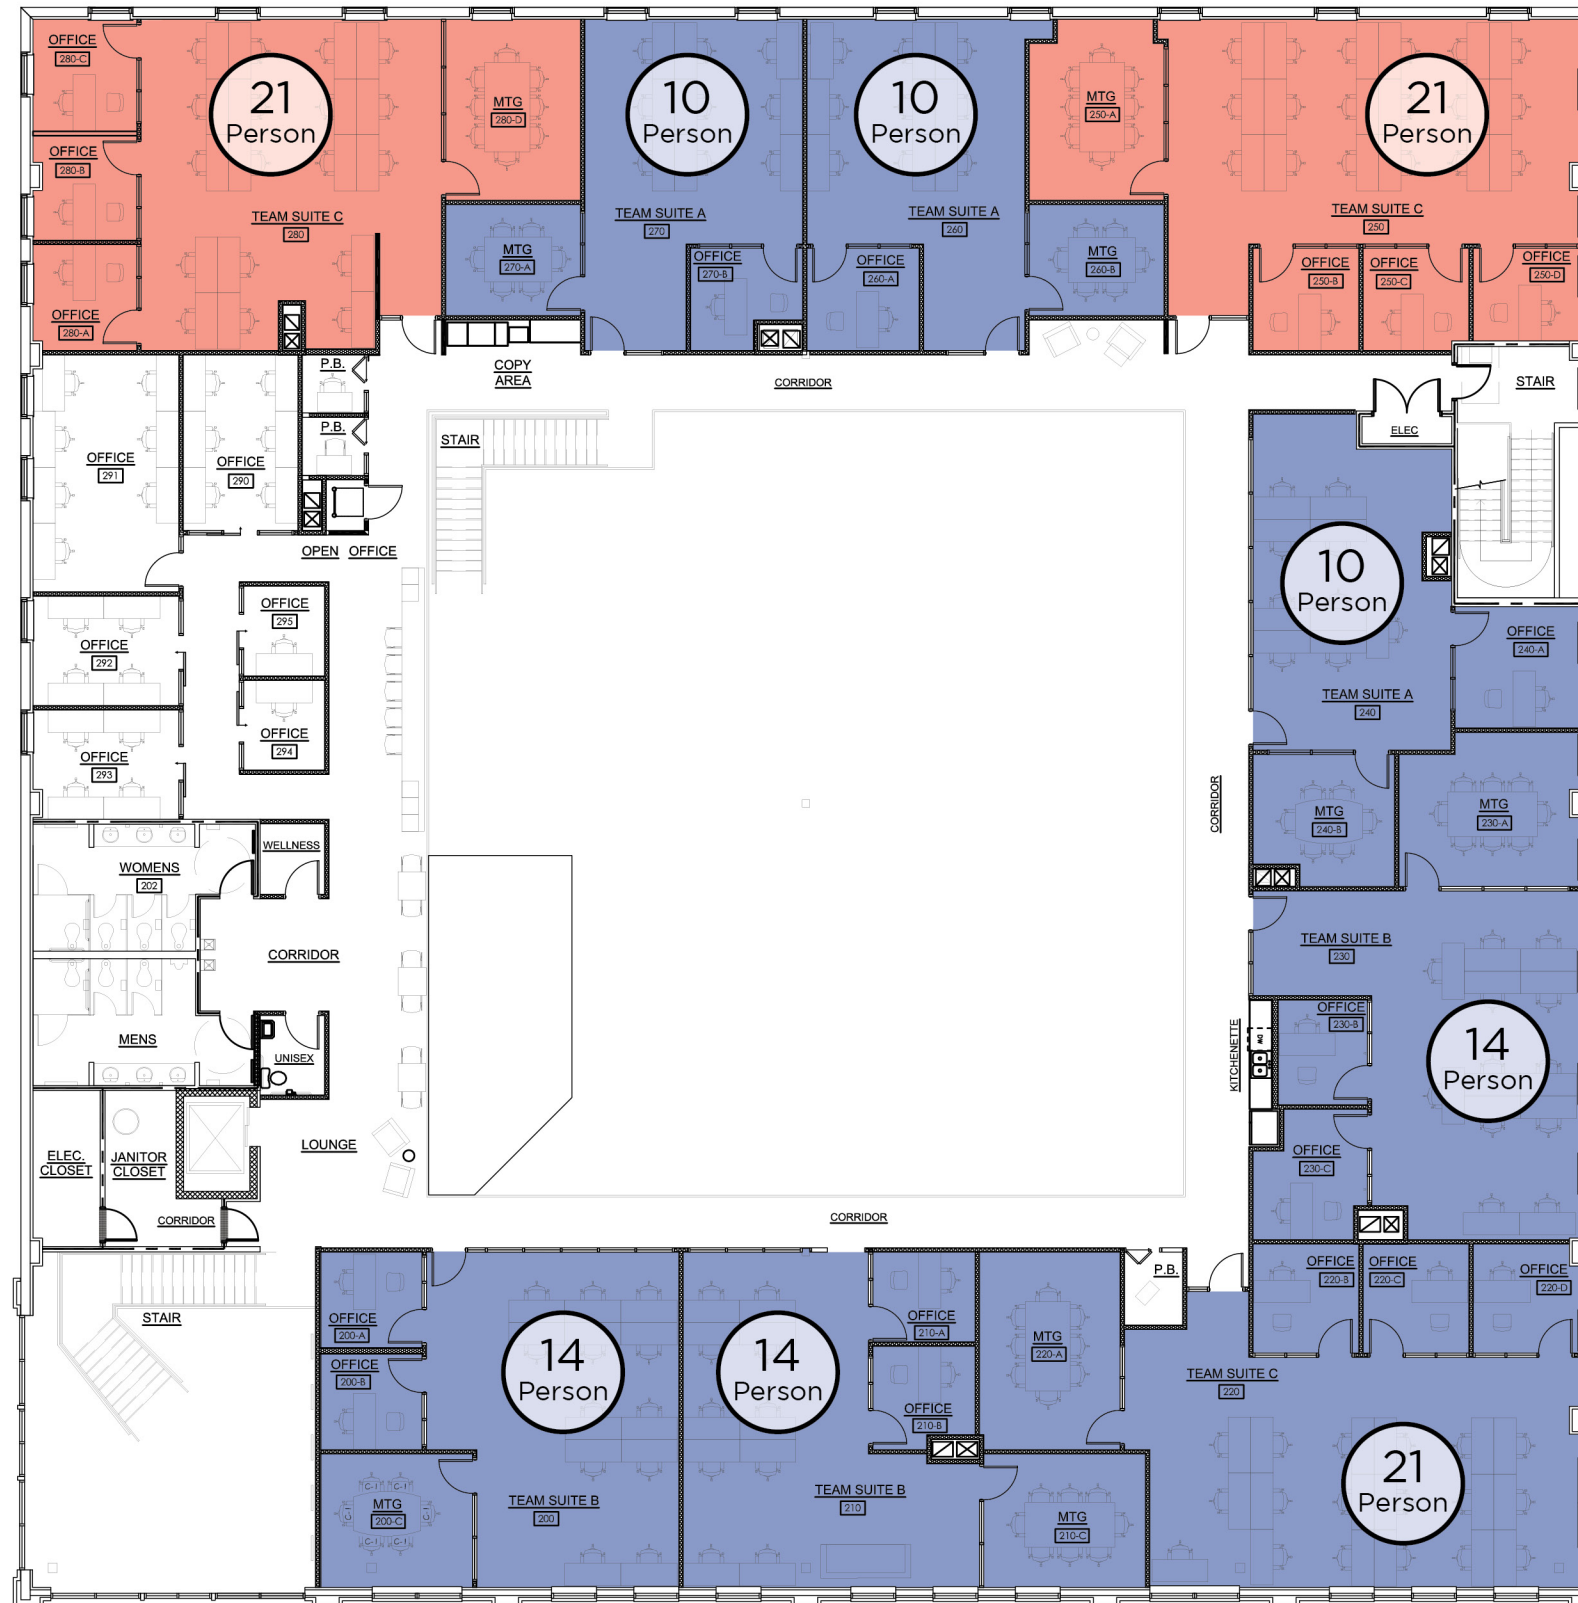 OFFICE
280-C
21
Person
MTG
280-D
10
Person
10
Person
MTG
250-A
21
Person
OFFICE
280-B
TEAM SUITE C
280
TEAM SUITE A
270
TEAM SUITE A
260
TEAM SUITE C
250
MTG
270-A
OFFICE
270-B
OFFICE
260-A
MTG
260-B
OFFICE
250-B
OFFICE
250-C
OFFICE
250-D
OFFICE
280-A
P.B.
COPY
AREA
CORRIDOR
STAIR
P.B.
STAIR
ELEC
OFFICE
291
OFFICE
290
OPEN OFFICE
10
Person
OFFICE
295
OFFICE
292
OFFICE
240-A
TEAM SUITE A
240
OFFICE
294
OFFICE
293
CORRIDOR
MTG
240-B
MTG
230-A
WELLNESS
WOMENS
202
CORRIDOR
TEAM SUITE B
230
MENS
UNISEX
KITCHENETTE
DW
OFFICE
230-B
14
Person
LOUNGE
ELEC.
CLOSET
JANITOR
CLOSET
OFFICE
230-C
CORRIDOR
CORRIDOR
STAIR
OFFICE
200-A
OFFICE
210-A
P.B.
OFFICE
220-B
OFFICE
220-C
OFFICE
220-D
14
Person
14
Person
MTG
220-A
OFFICE
200-B
TEAM SUITE C
220
OFFICE
210-B
21
Person
MTG
200-C
C-1
C-1
C-1
C-1
C-1
C-1
TEAM SUITE B
200
TEAM SUITE B
210
MTG
210-C